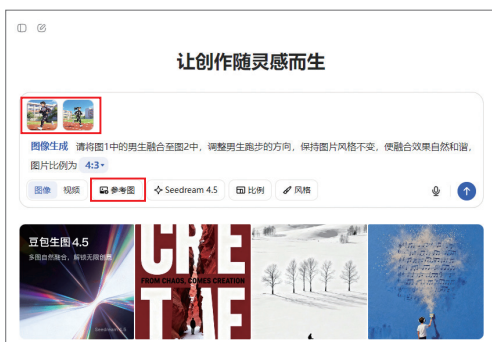 让创作随灵感而生
图像生成 请将图1中的男生融合至图2中，调整男生跑步的方向，保持图片风格不变，使融合效果自然和谐，
图片比例为 4:3
图像 视频 参考图 Seedream 4.5 比例 风格
豆包生图 4.5
多图自然融合，解锁无限创意
Seedream 4.5
CRE
FROM CHAOS, COMES CREATION
TAE